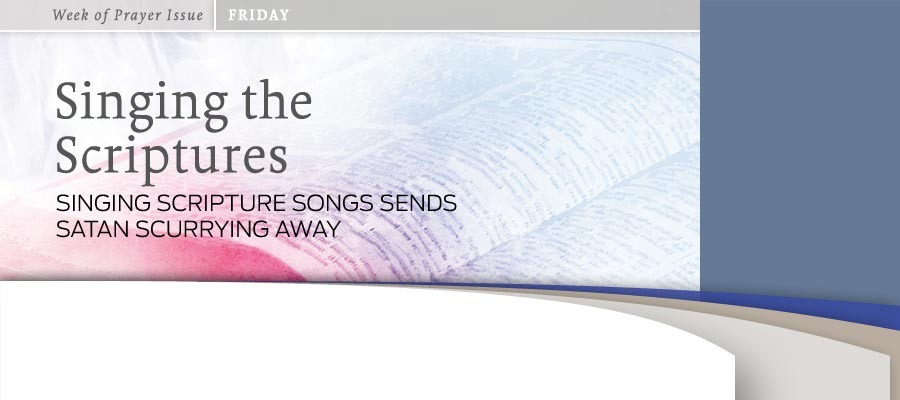 Week of Prayer Issue FRIDAY
Singing the
Scriptures
SINGING SCRIPTURE SONGS SENDS
SATAN SCURRYING AWAY